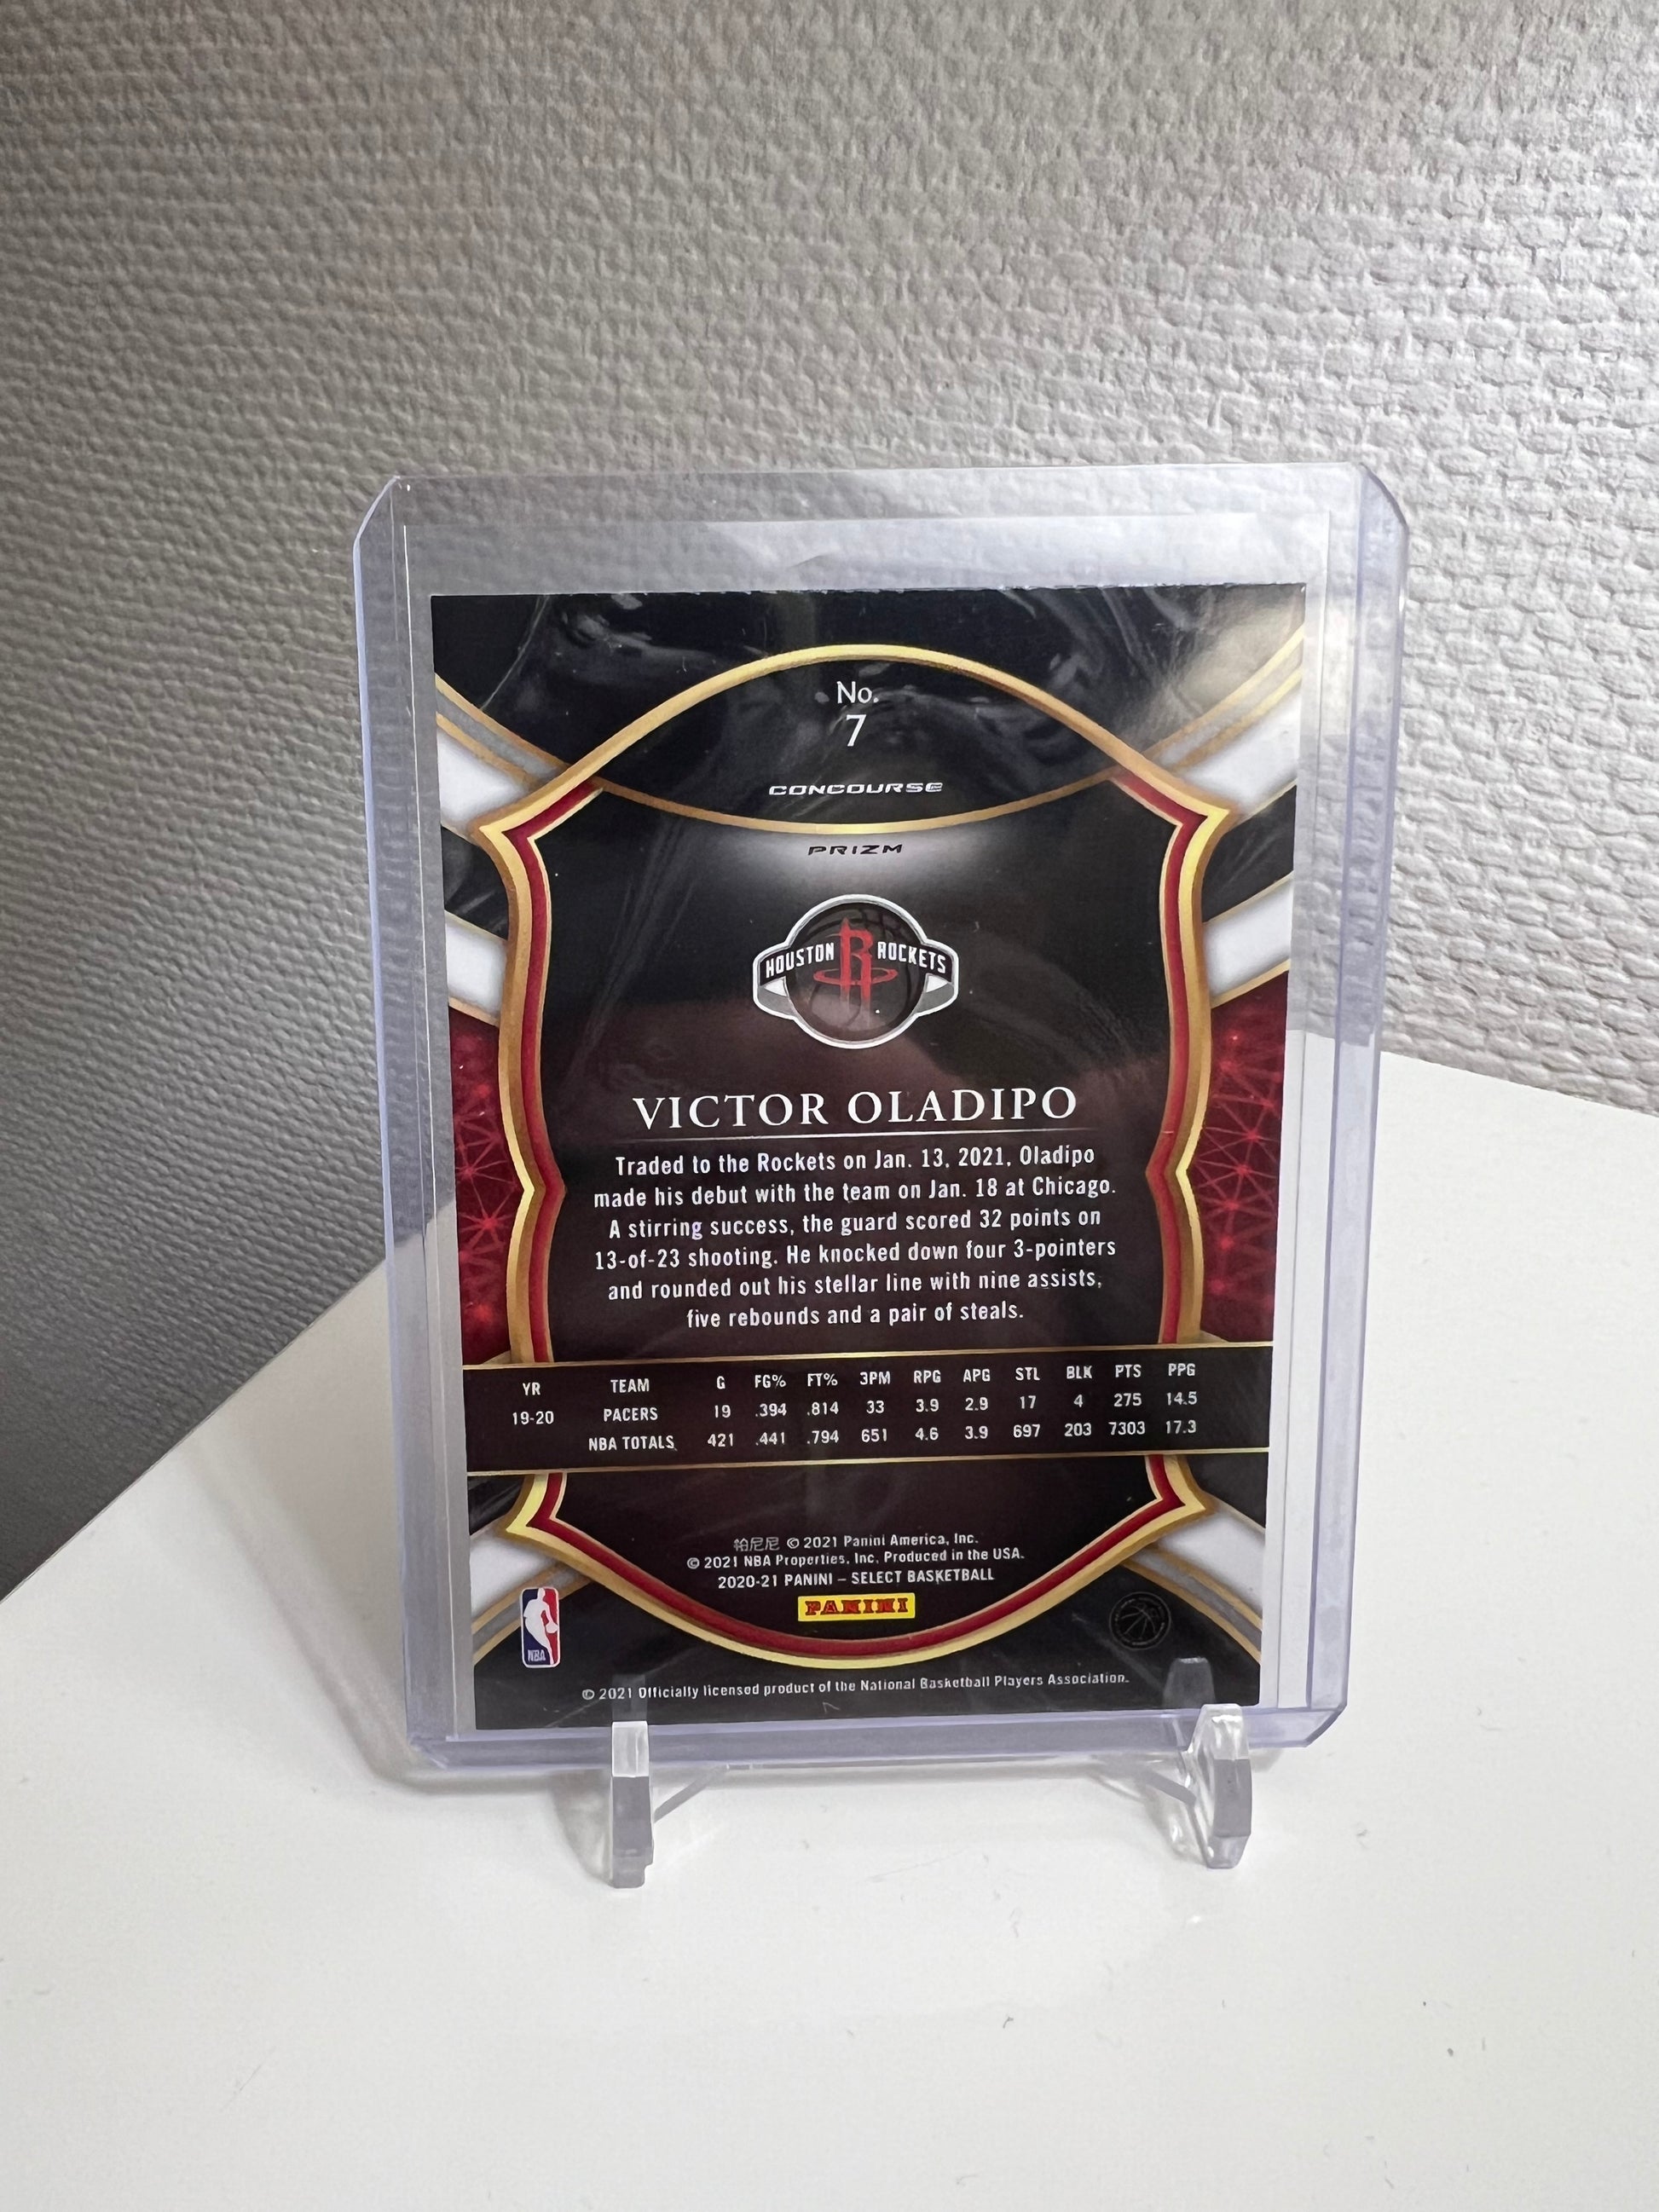 No.
7
CONCOURSE
PRIZM
HOUSTON R ROCKETS
VICTOR OLADIPO
Traded to the Rockets on Jan. 13, 2021, Oladipo
made his debut with the team on Jan. 18 at Chicago.
A stirring success, the guard scored 32 points on
13-of-23 shooting. He knocked down four 3-pointers
and rounded out his stellar line with nine assists,
five rebounds and a pair of steals.
YR TEAM G FG% FT% 3PM RPG APG STL BLK PTS PPG
19-20 PACERS 19 .394 .814 33 3.9 2.9 17 4 275 14.5
NBA TOTALS 421 .441 .794 651 4.6 3.9 697 203 7303 17.3
帕尼尼 © 2021 Panini America, Inc.
© 2021 NBA Properties, Inc. Produced in the USA.
2020-21 PANINI – SELECT BASKETBALL
PANINI
NBA
© 2021 Officially licensed product of the National Basketball Players Association.